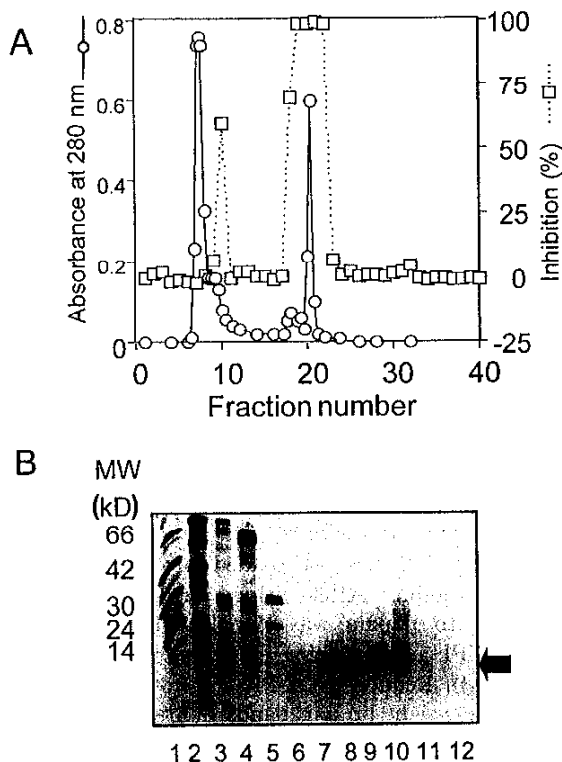 A
Absorbance at 280 nm
0.8
0.6
0.4
0.2
0
100
75
50
25
0
-25
Inhibition (%)
0 10 20 30 40
Fraction number
B
MW
(kD)
66
42
30
24
14
1 2 3 4 5 6 7 8 9 10 11 12